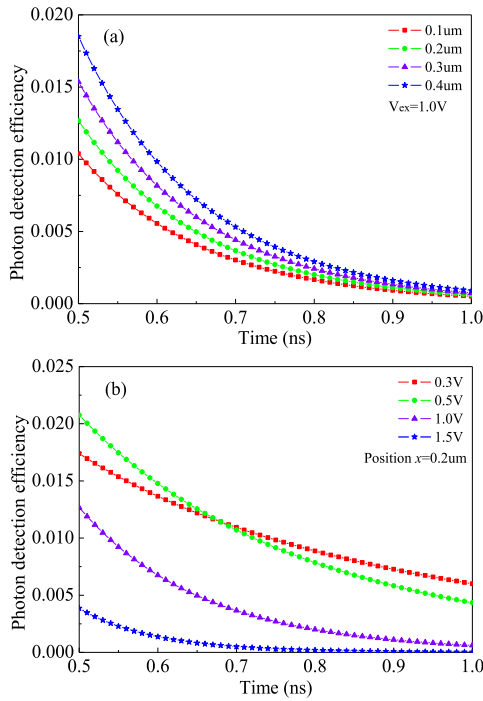 (a)
0.1um
0.2um
0.3um
0.4um
Vex=1.0V
Photon detection efficiency
0.020
0.015
0.010
0.005
0.000
0.5 0.6 0.7 0.8 0.9 1.0
Time (ns)
(b)
0.3V
0.5V
1.0V
1.5V
Position x=0.2um
Photon detection efficiency
0.025
0.020
0.015
0.010
0.005
0.000
0.5 0.6 0.7 0.8 0.9 1.0
Time (ns)